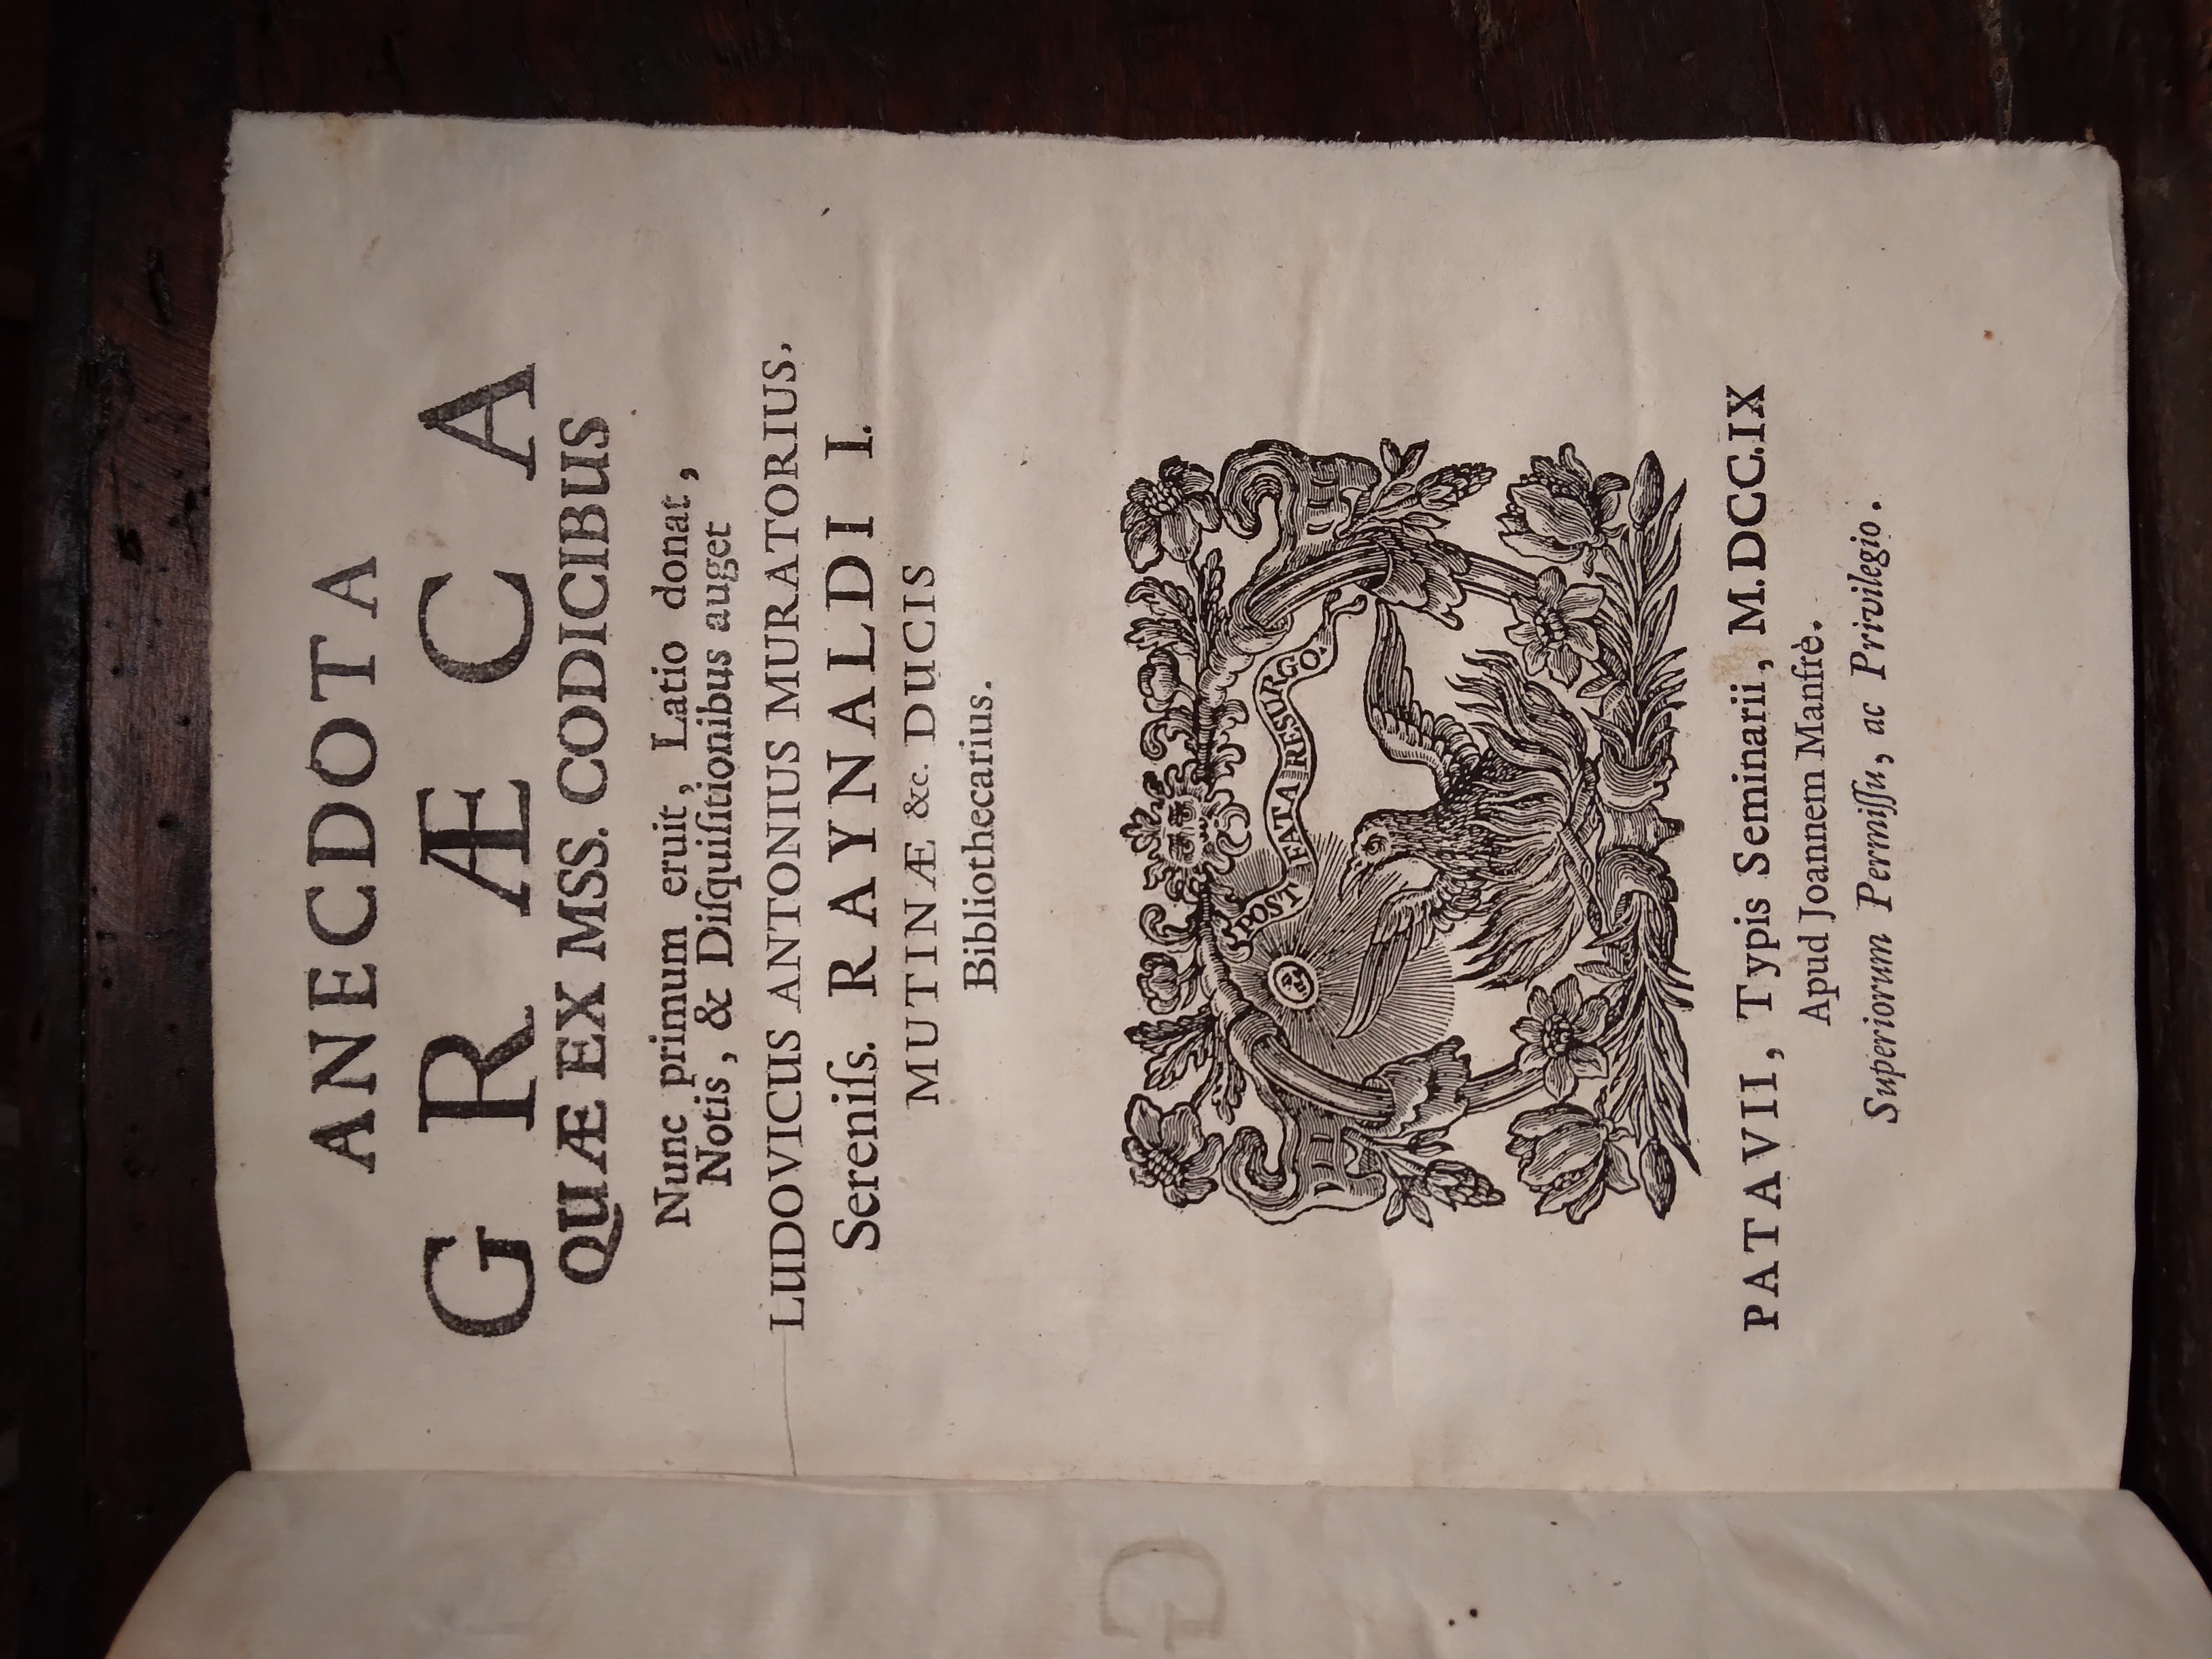 ANECDOTA
GRÆCA
QUÆ EX MSS. CODICIBUS
Nunc primum eruit, Latio donat,
Notis, & Diſquiſitionibus auget
LUDOVICUS ANTONIUS MURATORIUS,
Sereniſs. RAYNALDI I.
MUTINÆ &c. DUCIS
Bibliothecarius.
POST FATA RESURGO.
PATAVII, Typis Seminarii, M.DCC.IX
Apud Joannem Manfrè.
Superiorum Permiſſu, ac Privilegio.
G